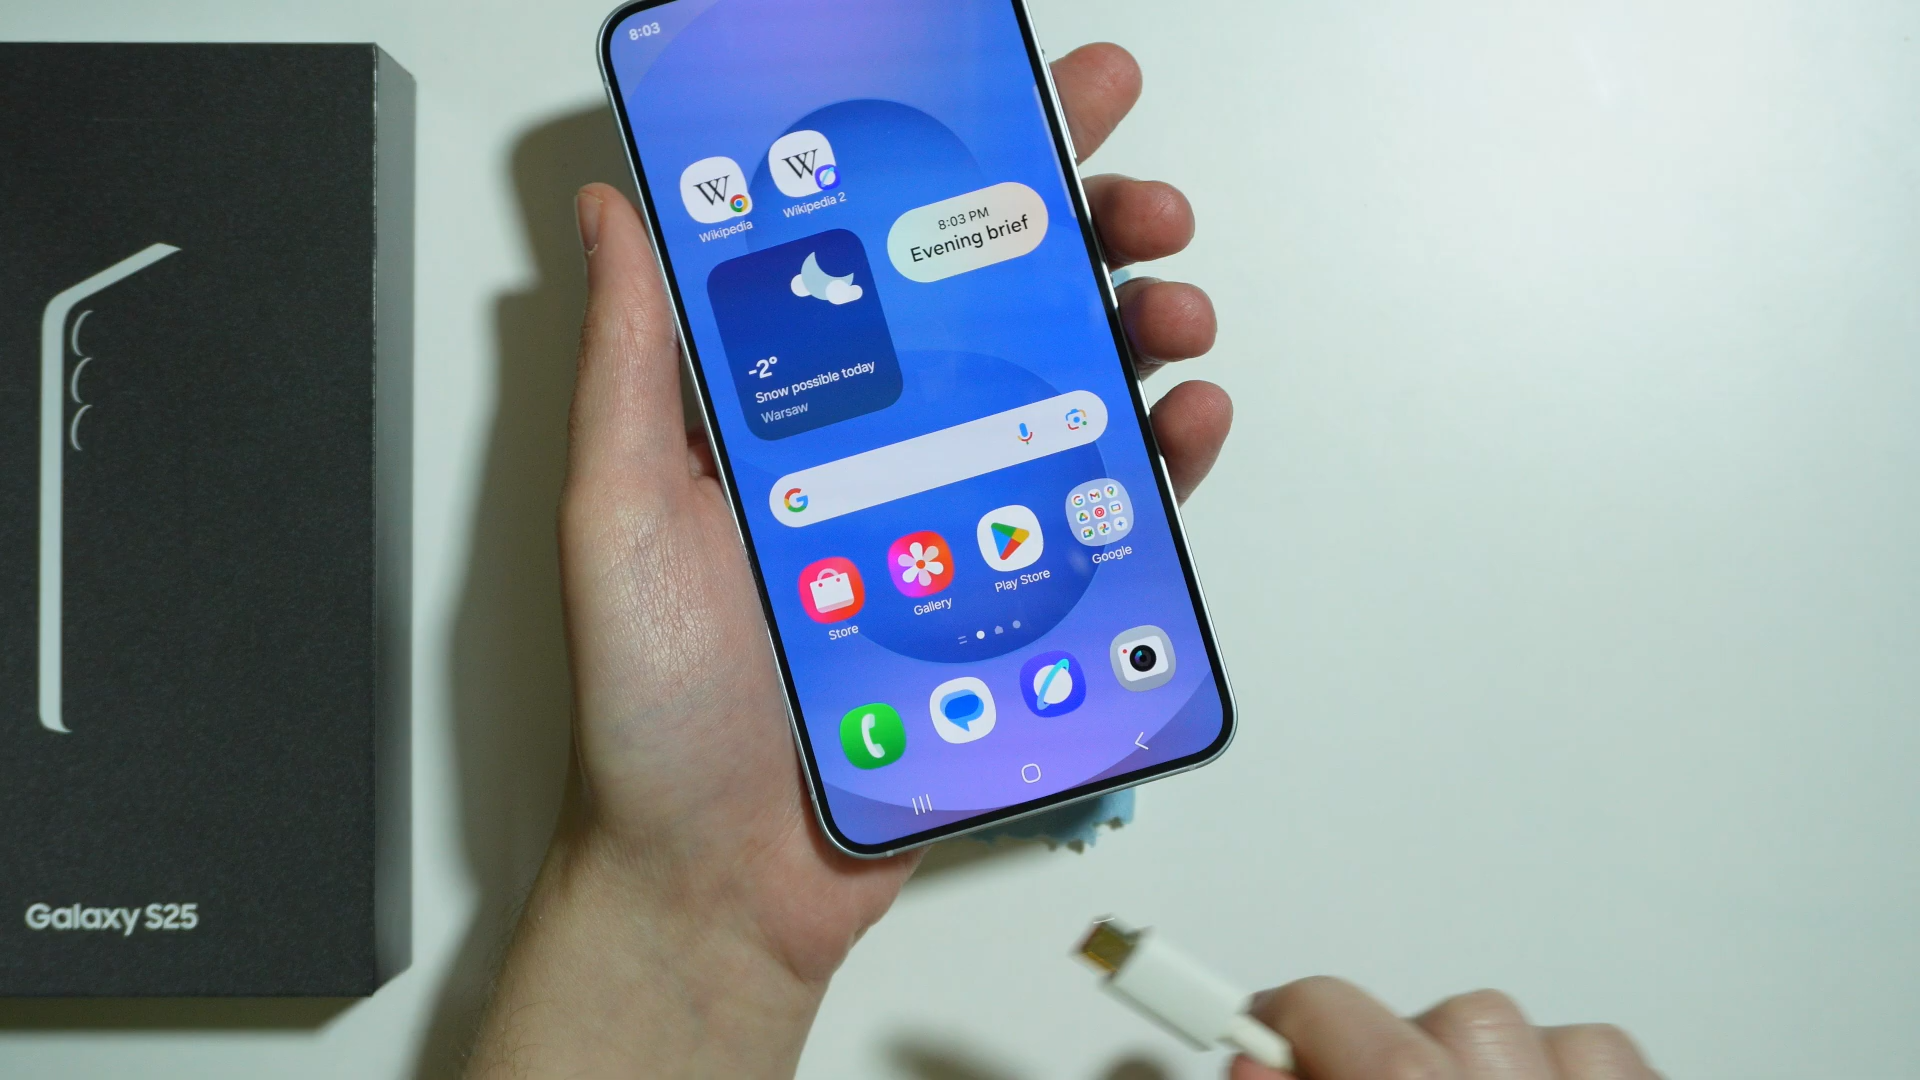 8:03
Wikipedia
Wikipedia 2
8:03 PM
Evening brief
-2°
Snow possible today
Warsaw
Store
Gallery
Play Store
Google
Galaxy S25